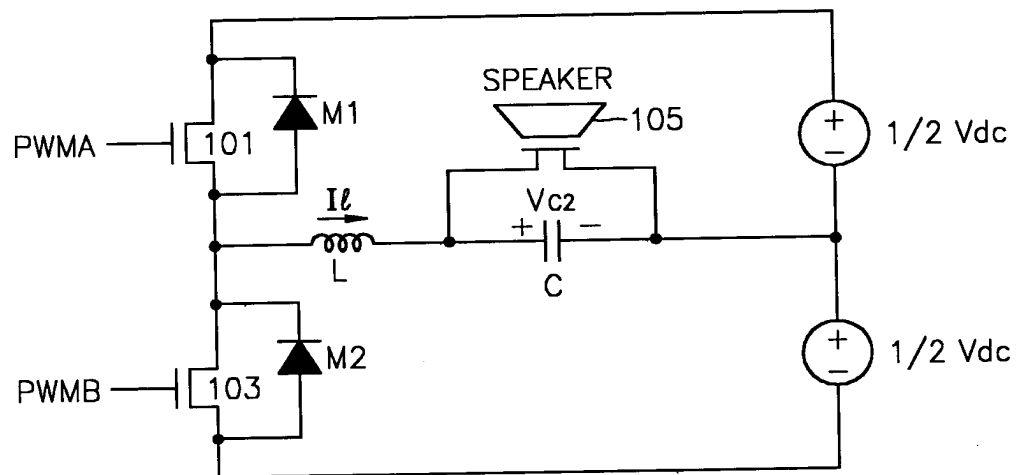 SPEAKER
105
M1
PWMA
101
+
−
1/2 Vdc
Iℓ
VC2
+
−
L
C
M2
PWMB
103
+
−
1/2 Vdc